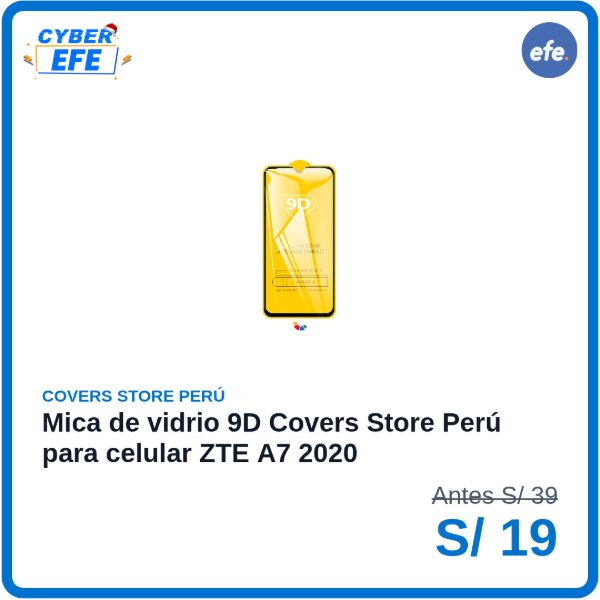 CYBER
EFE
efe.
9D
COVERS STORE PERÚ
Mica de vidrio 9D Covers Store Perú
para celular ZTE A7 2020
Antes S/ 39
S/ 19